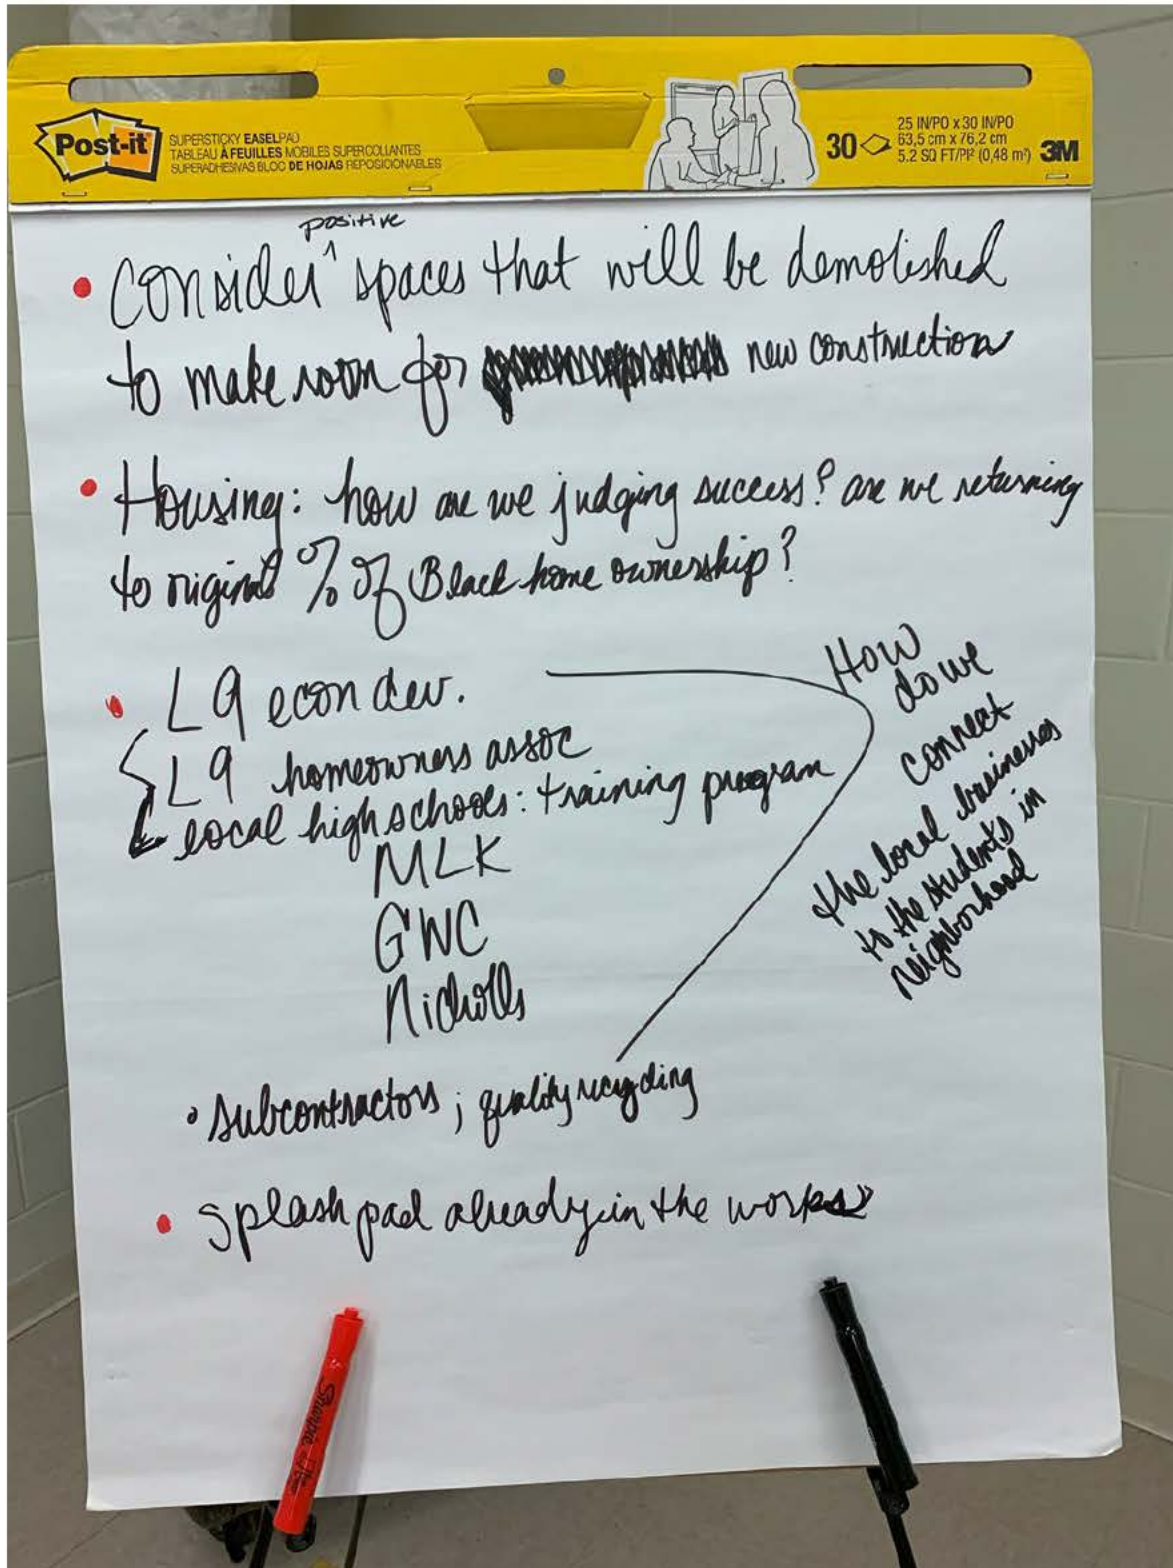 Post-it
SUPERSTICKY EASEL PAD
TABLEAU À FEUILLES MOBILES SUPERCOLLANTES
SUPERADHESIVAS BLOC DE HOJAS REPOSICIONABLES
30
25 IN/PO x 30 IN/PO
63,5 cm x 76,2 cm
5.2 SQ FT/PI² (0,48 m²)
3M
positive
• Consider ^ spaces that will be demolished
to make room for new construction
• Housing: how are we judging success? are we returning
to original % of Black home ownership?
• L9 econ dev.
L9 homeowners assoc
local high schools: training program
MLK
GWC
Nicholls
How
do we
connect
the local businesses
to the students in
neighborhood
• subcontractors; quality recycling
• splash pad already in the works
Sharpie